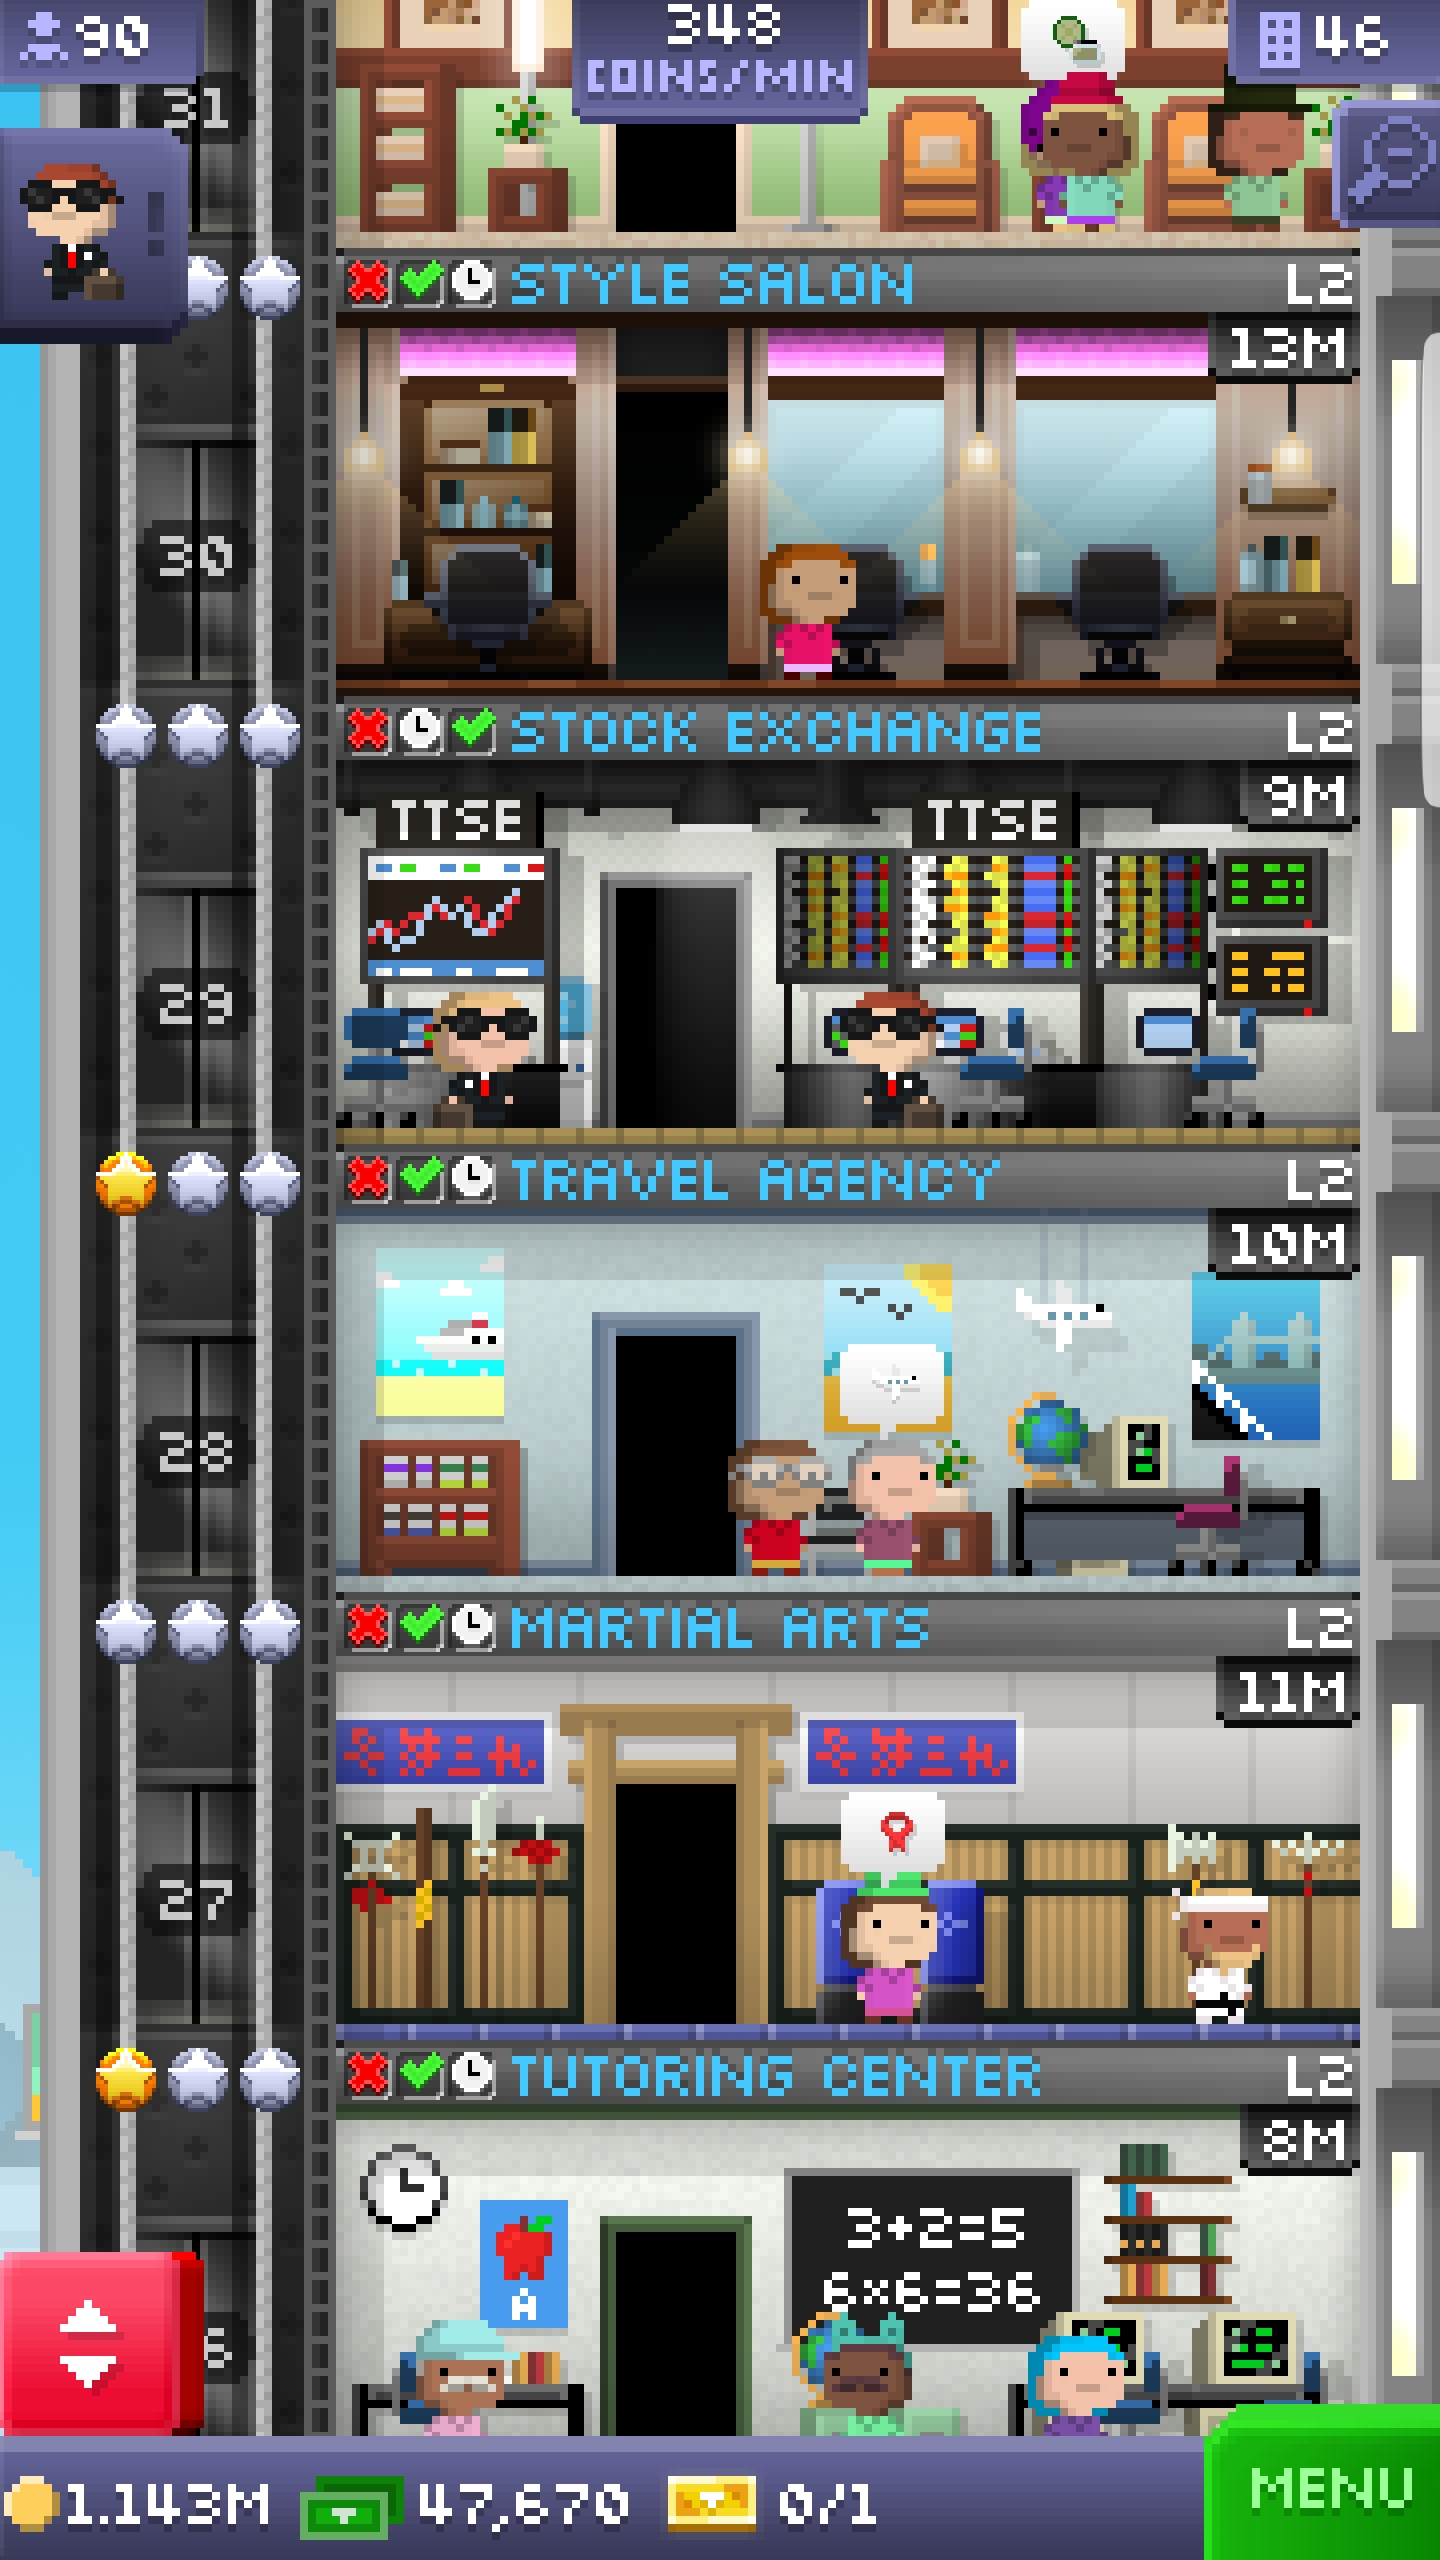 90
348
COINS/MIN
46
31
STYLE SALON L2
13M
30
STOCK EXCHANGE L2
9M
TTSE TTSE
29
TRAVEL AGENCY L2
10M
28
MARTIAL ARTS L2
11M
27
TUTORING CENTER L2
8M
3+2=5
6×6=36
A
6
1.143M 47,670 0/1
MENU